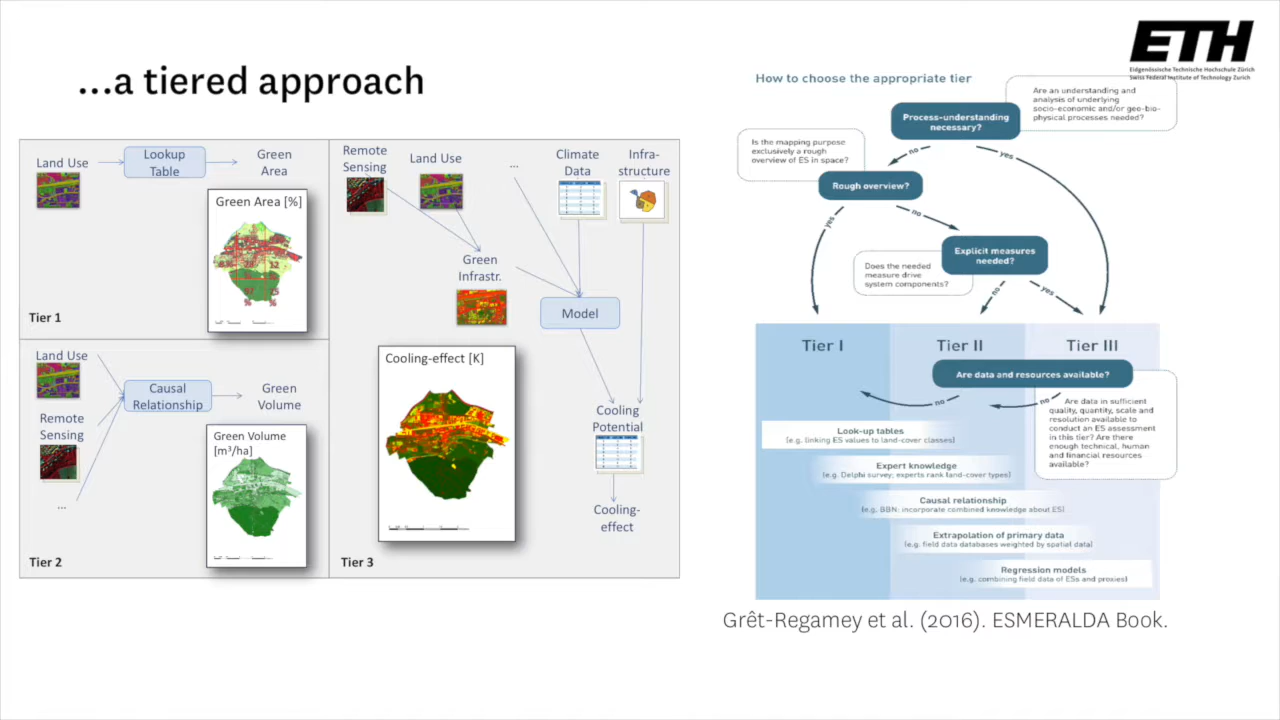 ...a tiered approach
ETH
Eidgenössische Technische Hochschule Zürich
Swiss Federal Institute of Technology Zurich
Land Use
Lookup
Table
Green
Area
Green Area [%]
Tier 1
Land Use
Remote
Sensing
...
Causal
Relationship
Green
Volume
Green Volume
[m³/ha]
Tier 2
Remote
Sensing
Land Use
...
Climate
Data
Infra-
structure
Green
Infrastr.
Model
Cooling-effect [K]
Cooling
Potential
Cooling-
effect
Tier 3
How to choose the appropriate tier
Are an understanding and
analysis of underlying
socio-economic and/or geo-bio-
physical processes needed?
Process-understanding
necessary?
Is the mapping purpose
exclusively a rough
overview of ES in space?
no
yes
Rough overview?
yes
no
Explicit measures
needed?
Does the needed
measure drive
system components?
no
yes
Tier I
Tier II
Tier III
Are data and resources available?
no
no
Are data in sufficient
quality, quantity, scale and
resolution available to
conduct an ES assessment
in this tier? Are there
enough technical, human
and financial resources
available?
Look-up tables
(e.g. linking ES values to land-cover classes)
Expert knowledge
(e.g. Delphi survey; experts rank land-cover types)
Causal relationship
(e.g. BBN: incorporate combined knowledge about ES)
Extrapolation of primary data
(e.g. field data databases weighted by spatial data)
Regression models
(e.g. combining field data of ESs and proxies)
Grêt-Regamey et al. (2016). ESMERALDA Book.